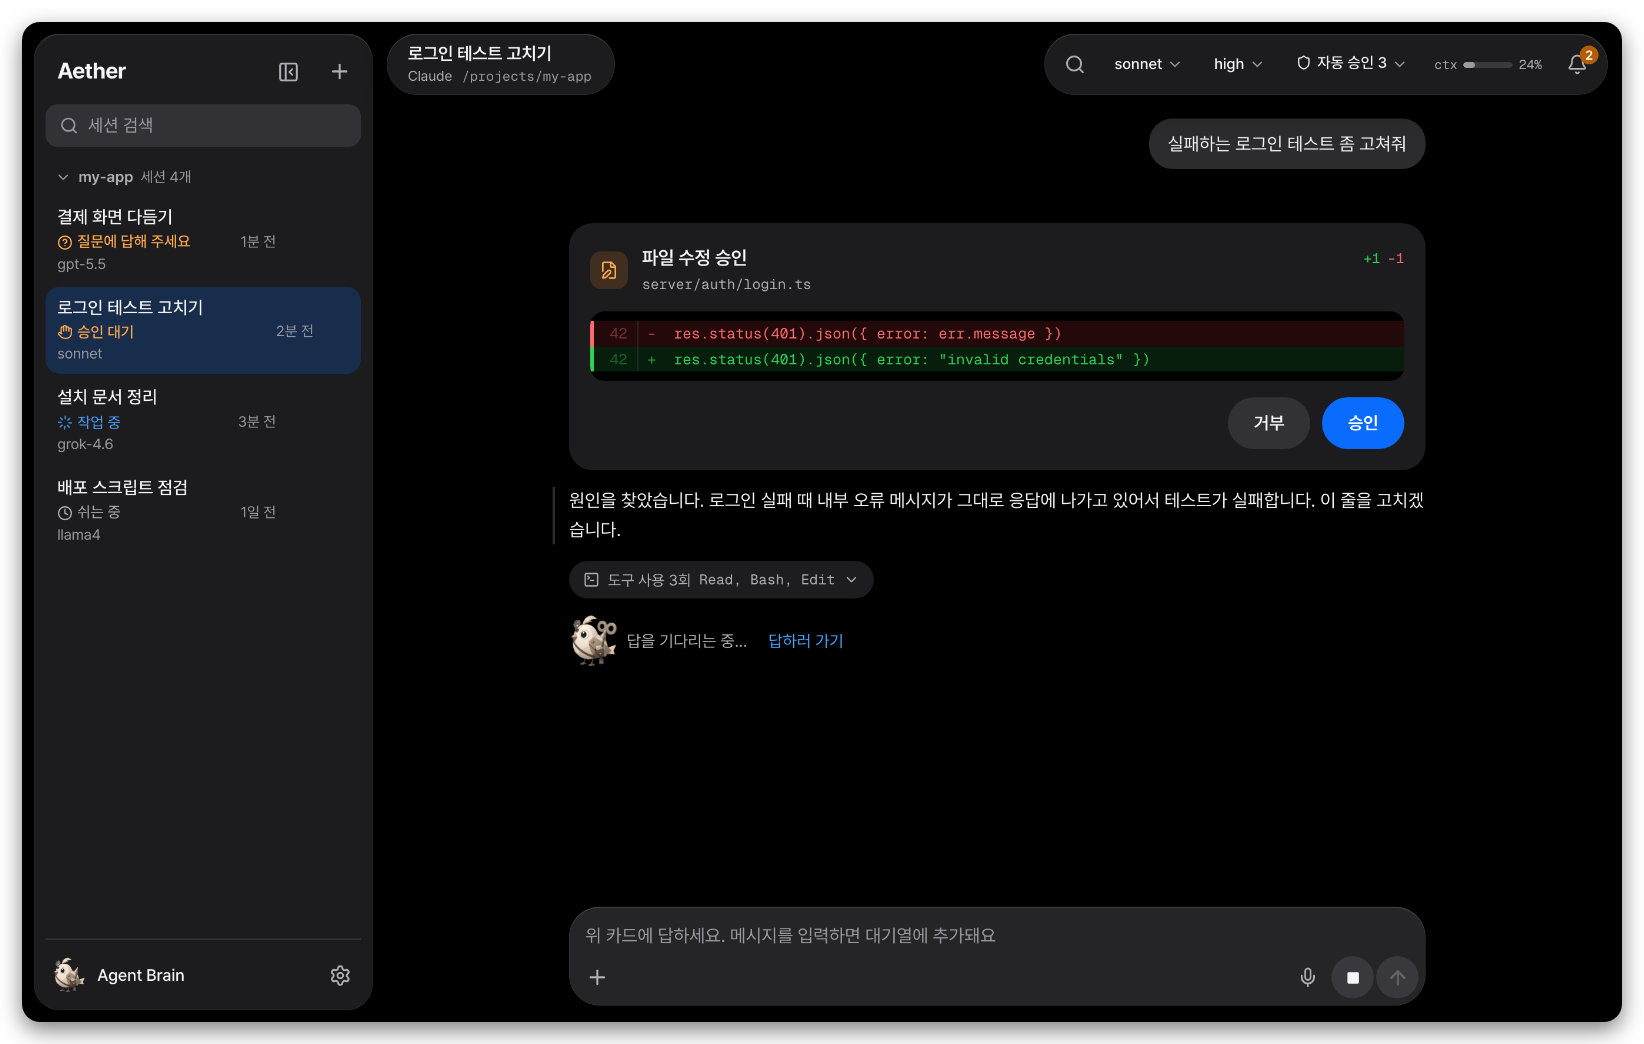 Aether
세션 검색
my-app 세션 4개
결제 화면 다듬기
질문에 답해 주세요 1분 전
gpt-5.5
로그인 테스트 고치기
승인 대기 2분 전
sonnet
설치 문서 정리
작업 중 3분 전
grok-4.6
배포 스크립트 점검
쉬는 중 1일 전
llama4
Agent Brain
로그인 테스트 고치기
Claude /projects/my-app
sonnet high 자동 승인 3 ctx 24% 2
실패하는 로그인 테스트 좀 고쳐줘
파일 수정 승인 +1 -1
server/auth/login.ts
42 - res.status(401).json({ error: err.message })
42 + res.status(401).json({ error: "invalid credentials" })
거부 승인
원인을 찾았습니다. 로그인 실패 때 내부 오류 메시지가 그대로 응답에 나가고 있어서 테스트가 실패합니다. 이 줄을 고치겠
습니다.
도구 사용 3회 Read, Bash, Edit
답을 기다리는 중... 답하러 가기
위 카드에 답하세요. 메시지를 입력하면 대기열에 추가돼요